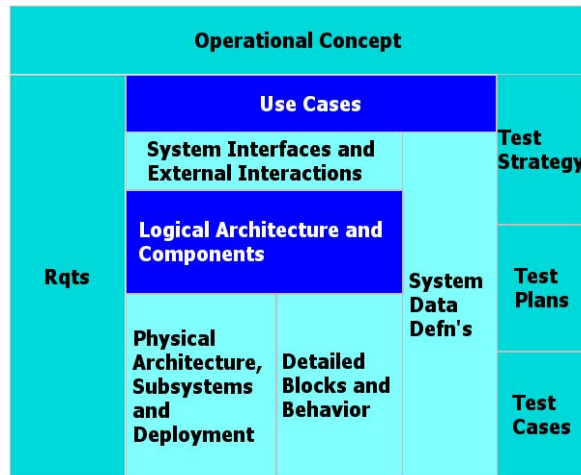 Operational Concept
Use Cases
Test
Strategy
System Interfaces and
External Interactions
Logical Architecture and
Components
Rqts
System
Data
Defn's
Test
Plans
Physical
Architecture,
Subsystems
and
Deployment
Detailed
Blocks and
Behavior
Test
Cases